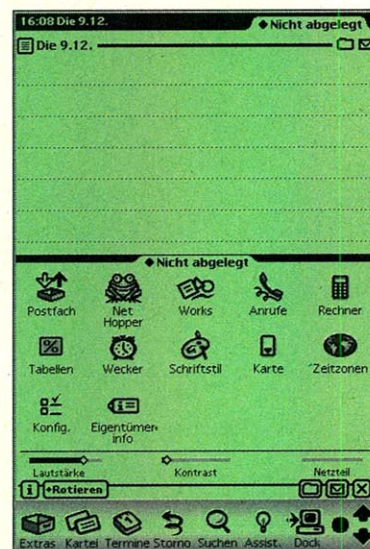 16:08 Die 9.12.
Nicht abgelegt
Die 9.12.
Nicht abgelegt
Postfach Net Hopper Works Anrufe Rechner
Tabellen Wecker Schriftstil Karte Zeitzonen
Konfig. Eigentümer-info
Lautstärke Kontrast Netzteil
i Rotieren X
Extras Kartei Termine Storno Suchen Assist. Dock